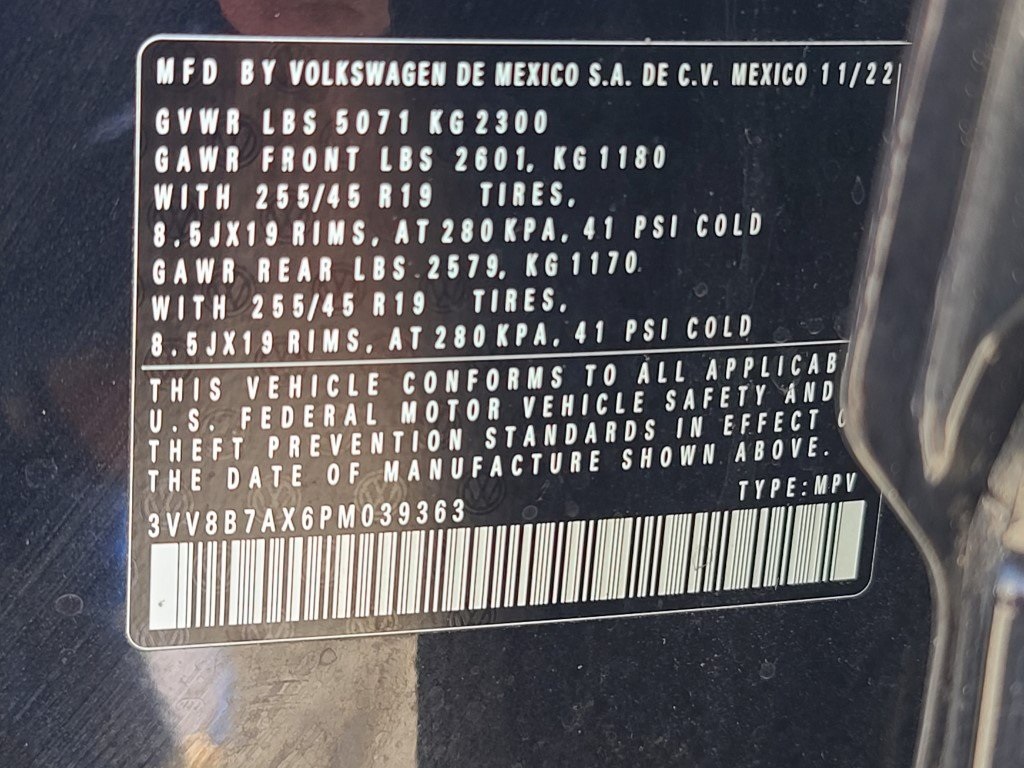 MFD BY VOLKSWAGEN DE MEXICO S.A. DE C.V. MEXICO 11/22
GVWR LBS 5071 KG 2300
GAWR FRONT LBS 2601, KG 1180
WITH 255/45 R19 TIRES,
8.5JX19 RIMS, AT 280 KPA, 41 PSI COLD
GAWR REAR LBS 2579, KG 1170
WITH 255/45 R19 TIRES,
8.5JX19 RIMS, AT 280 KPA, 41 PSI COLD
THIS VEHICLE CONFORMS TO ALL APPLICAB
U.S. FEDERAL MOTOR VEHICLE SAFETY AND
THEFT PREVENTION STANDARDS IN EFFECT
THE DATE OF MANUFACTURE SHOWN ABOVE.
TYPE:MPV
3VV8B7AX6PM039363